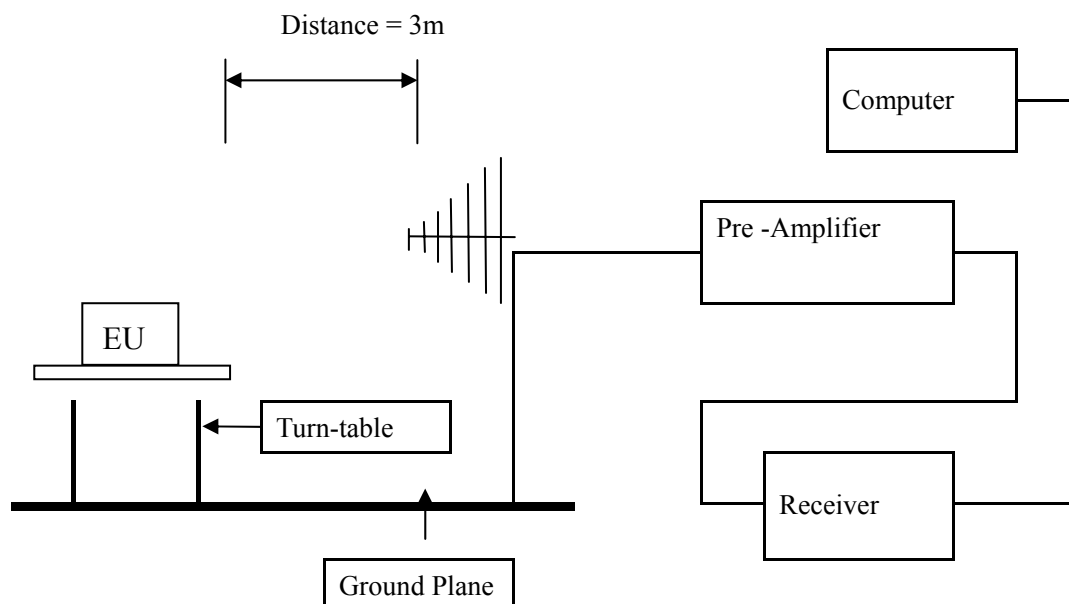 Distance = 3m
Computer
Pre -Amplifier
EU
Turn-table
Receiver
Ground Plane